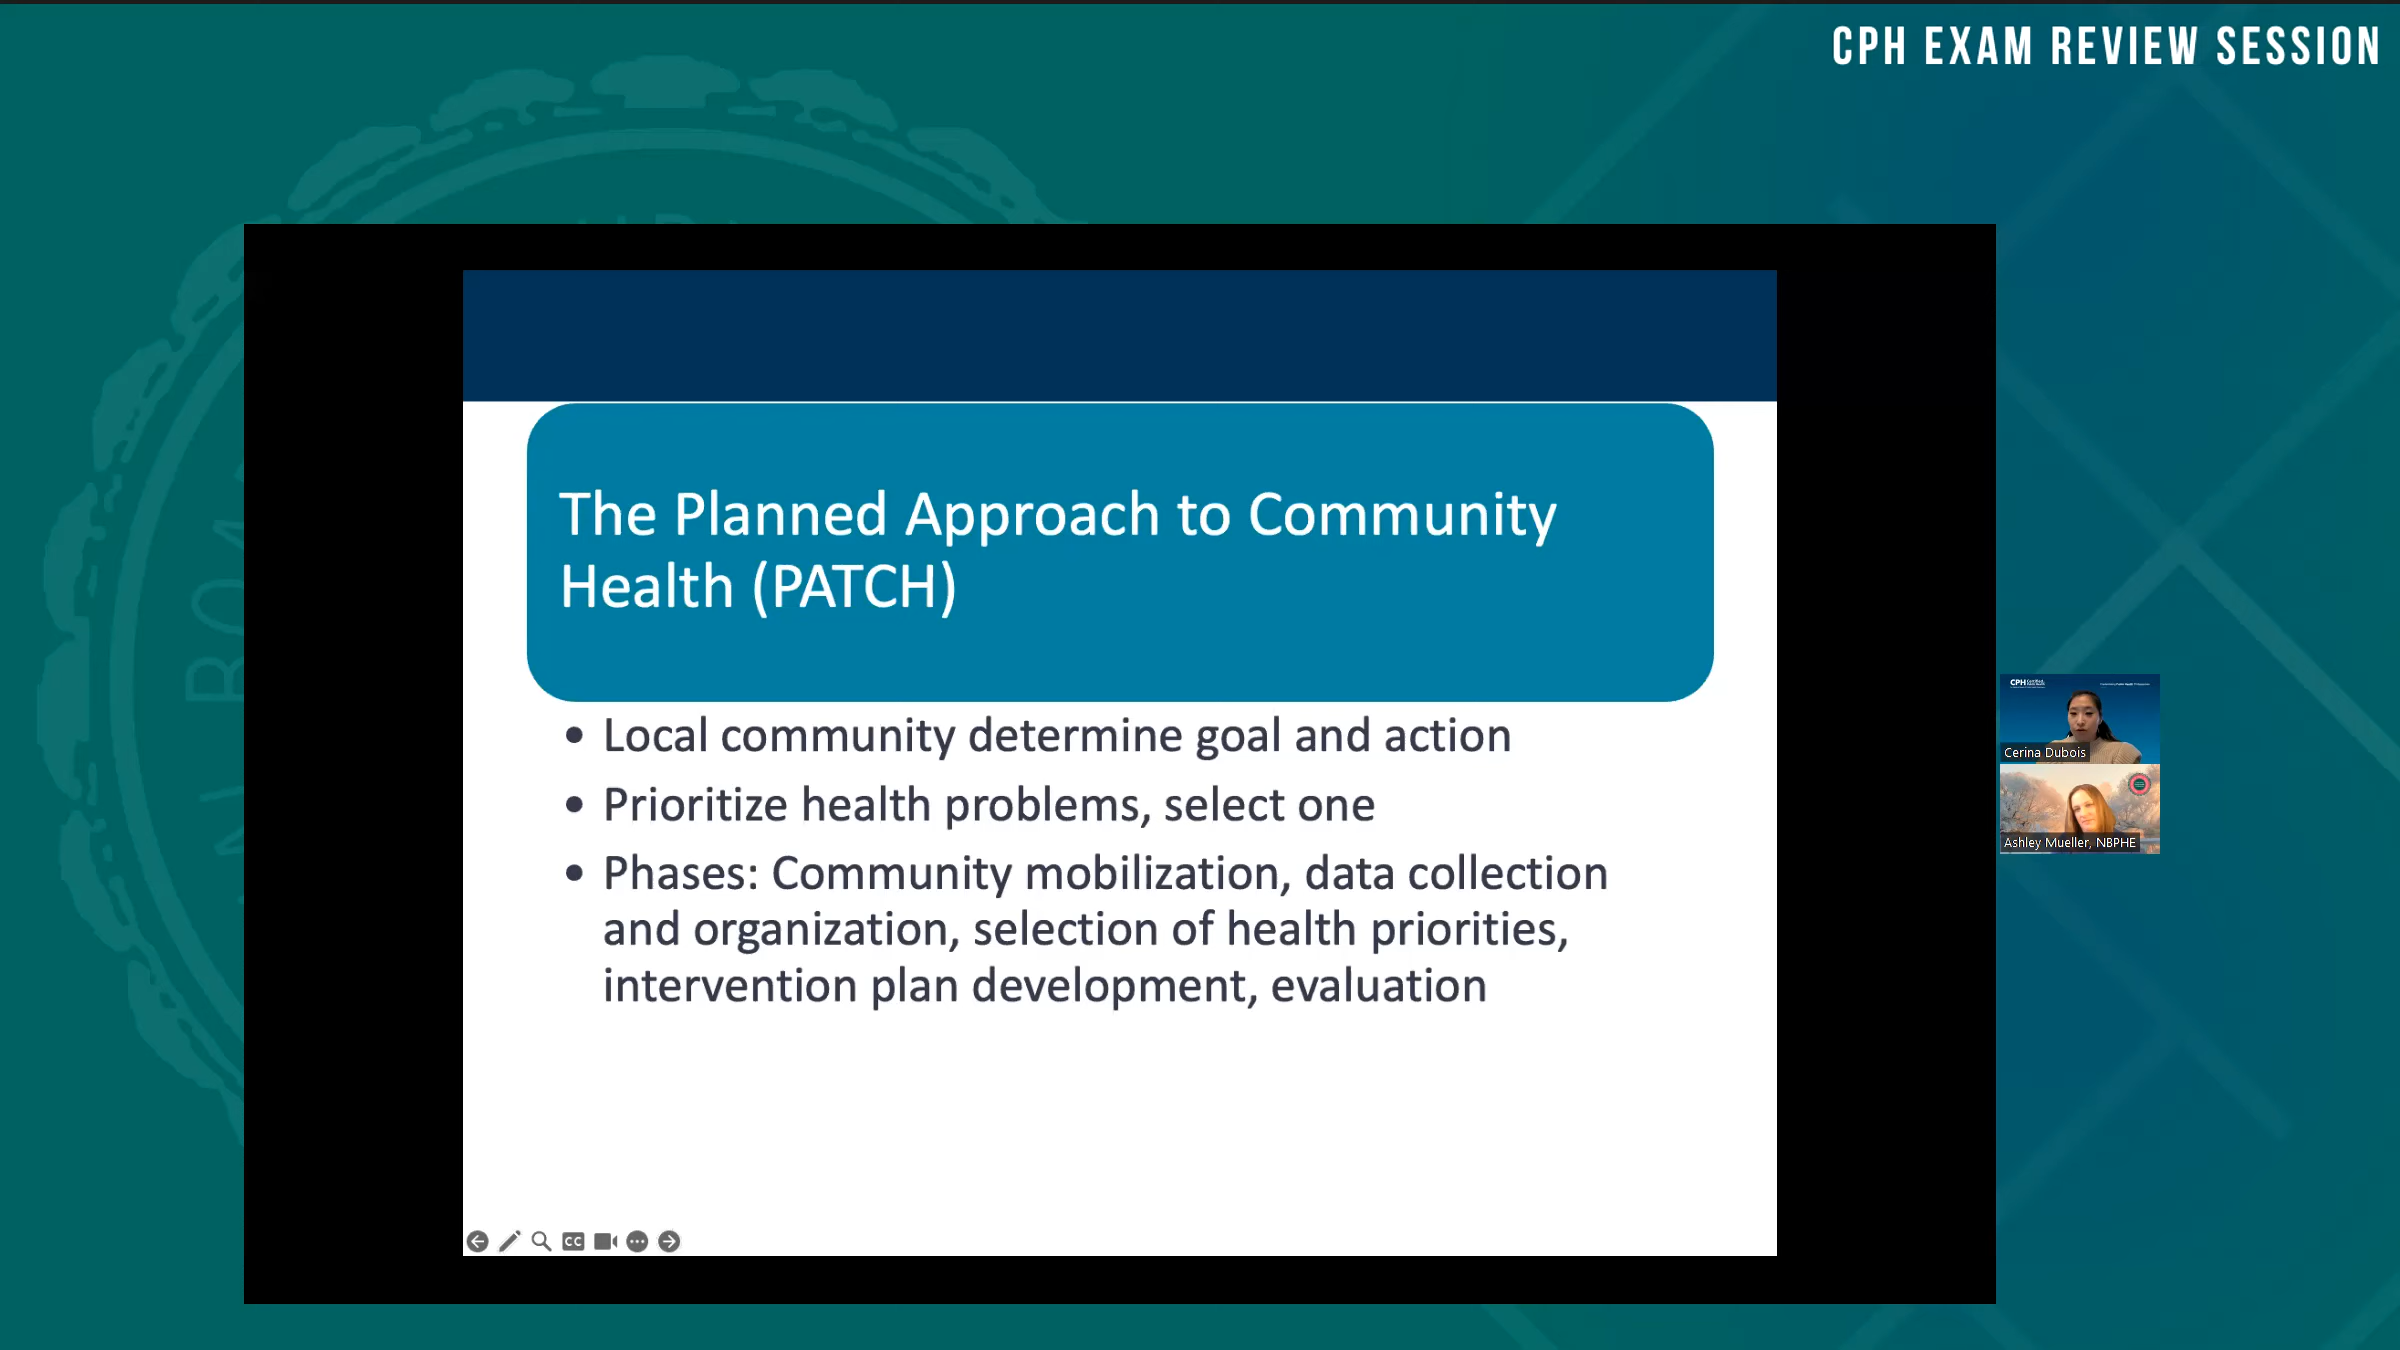 CPH EXAM REVIEW SESSION
The Planned Approach to Community
Health (PATCH)
• Local community determine goal and action
• Prioritize health problems, select one
• Phases: Community mobilization, data collection
and organization, selection of health priorities,
intervention plan development, evaluation
CPH
Cerina Dubois
Ashley Mueller, NBPHE
CC